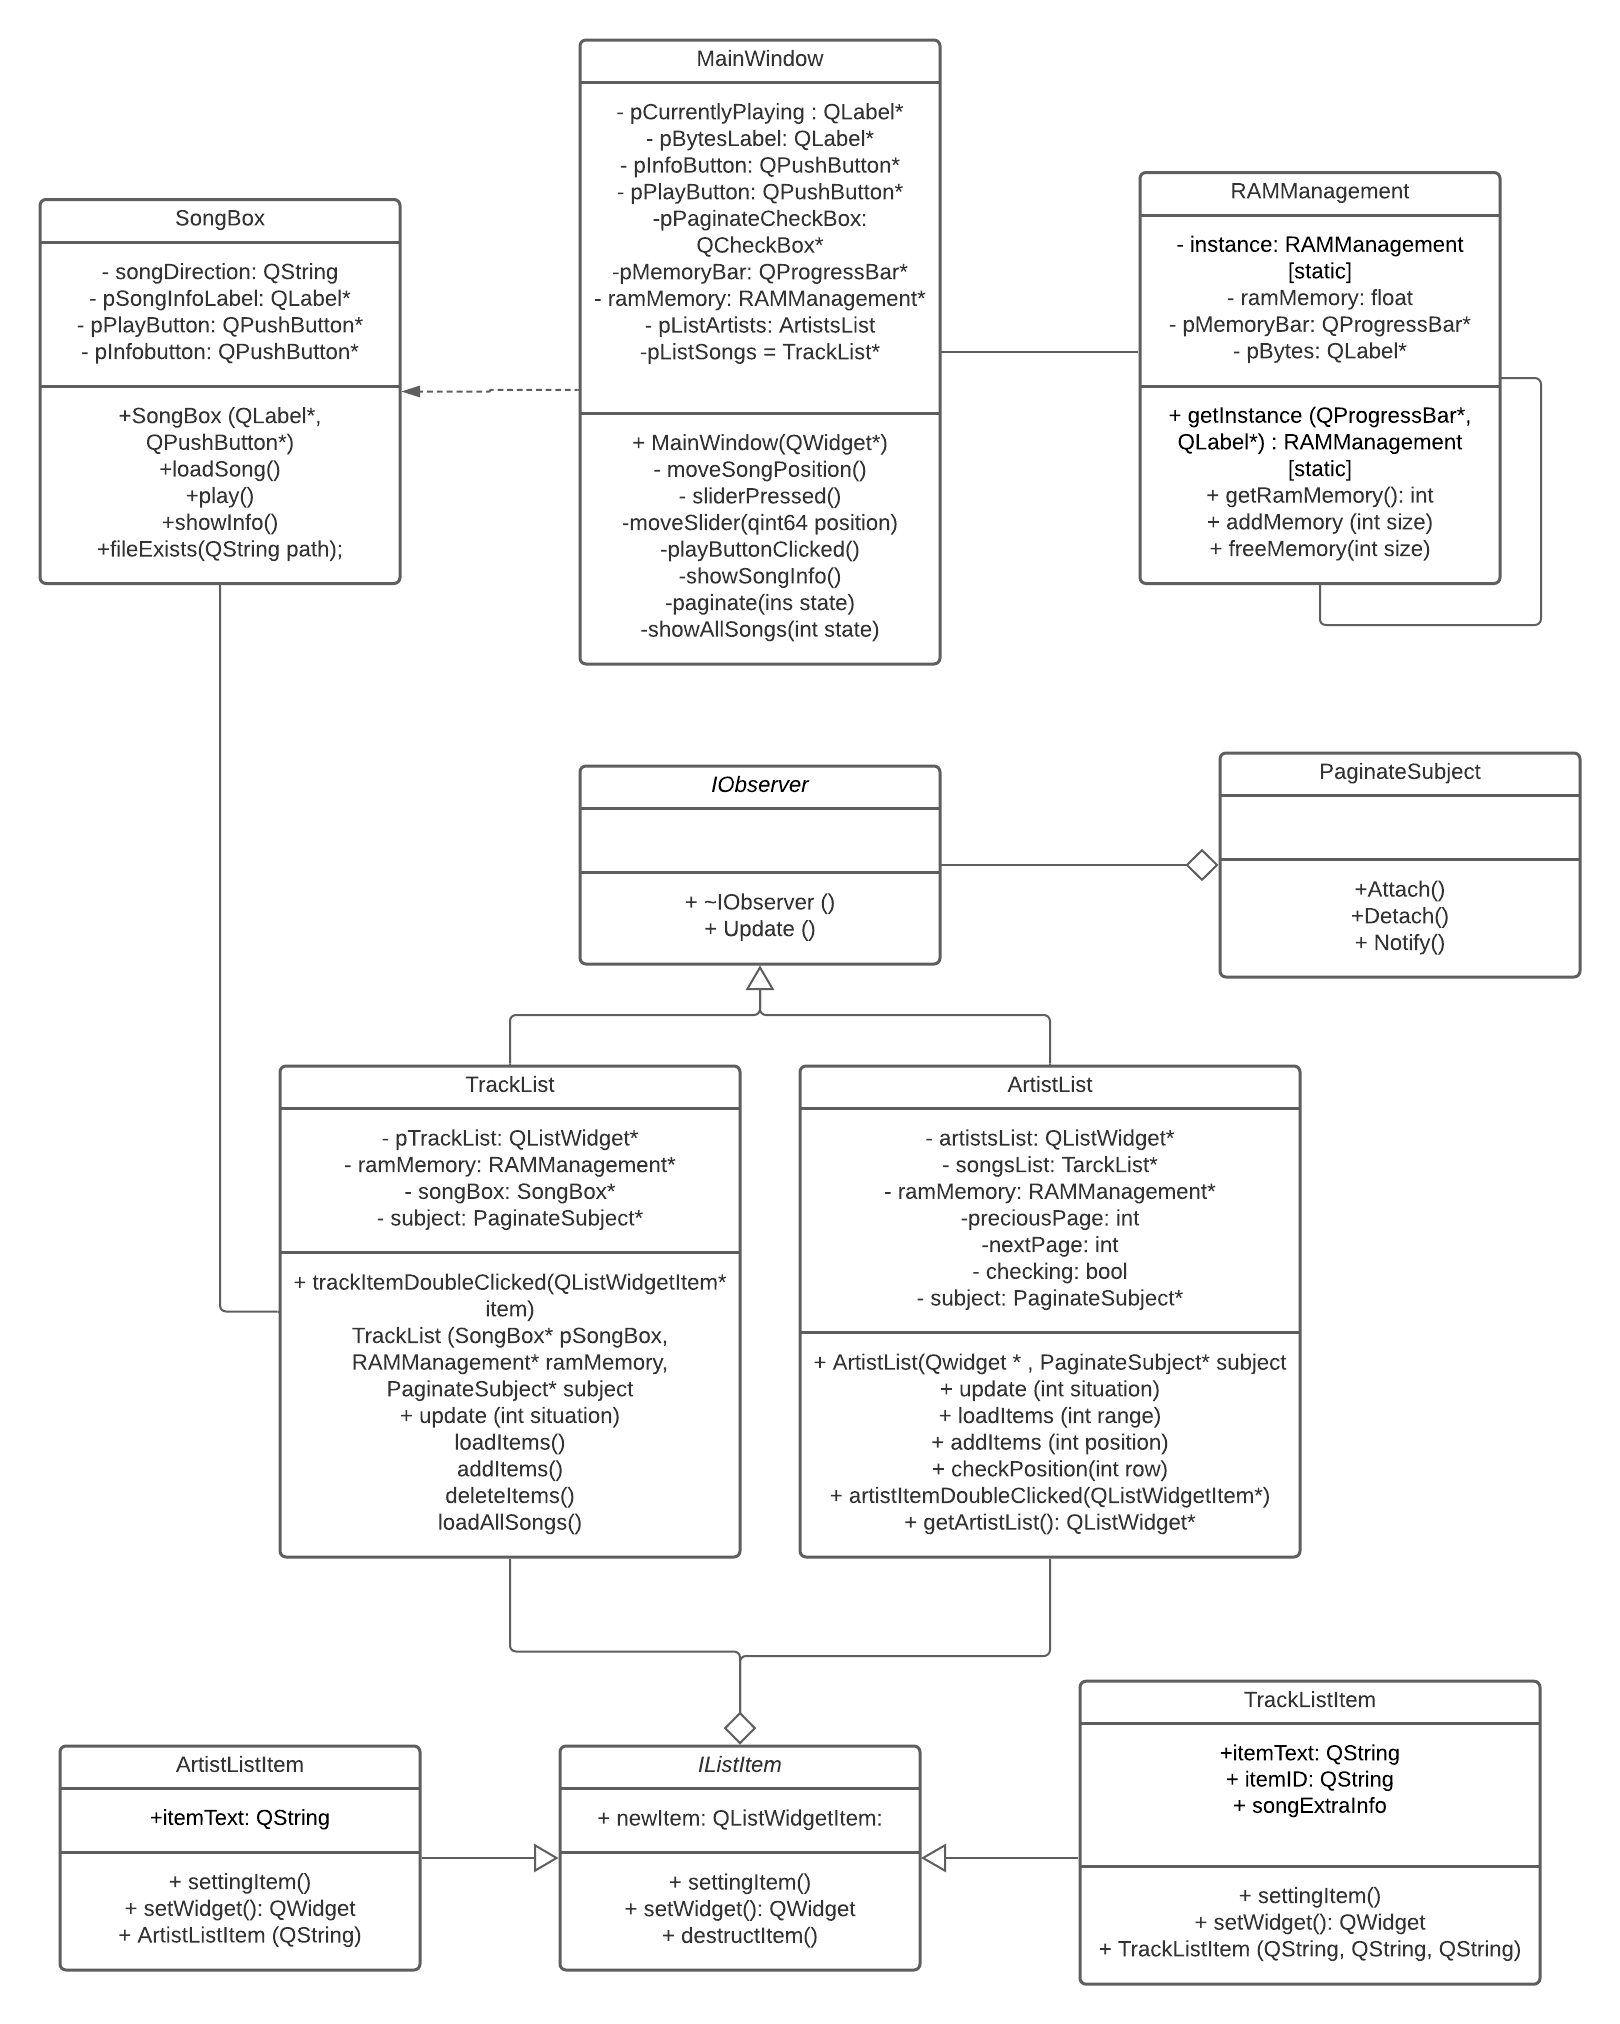 MainWindow
- pCurrentlyPlaying : QLabel*
- pBytesLabel: QLabel*
- pInfoButton: QPushButton*
- pPlayButton: QPushButton*
-pPaginateCheckBox:
QCheckBox*
-pMemoryBar: QProgressBar*
- ramMemory: RAMManagement*
- pListArtists: ArtistsList
-pListSongs = TrackList*
+ MainWindow(QWidget*)
- moveSongPosition()
- sliderPressed()
-moveSlider(qint64 position)
-playButtonClicked()
-showSongInfo()
-paginate(ins state)
-showAllSongs(int state)
RAMManagement
- instance: RAMManagement
[static]
- ramMemory: float
- pMemoryBar: QProgressBar*
- pBytes: QLabel*
+ getInstance (QProgressBar*,
QLabel*) : RAMManagement
[static]
+ getRamMemory(): int
+ addMemory (int size)
+ freeMemory(int size)
SongBox
- songDirection: QString
- pSongInfoLabel: QLabel*
- pPlayButton: QPushButton*
- pInfobutton: QPushButton*
+SongBox (QLabel*,
QPushButton*)
+loadSong()
+play()
+showInfo()
+fileExists(QString path);
IObserver
+ ~IObserver ()
+ Update ()
PaginateSubject
+Attach()
+Detach()
+ Notify()
TrackList
- pTrackList: QListWidget*
- ramMemory: RAMManagement*
- songBox: SongBox*
- subject: PaginateSubject*
+ trackItemDoubleClicked(QListWidgetItem*
item)
TrackList (SongBox* pSongBox,
RAMManagement* ramMemory,
PaginateSubject* subject
+ update (int situation)
loadItems()
addItems()
deleteItems()
loadAllSongs()
ArtistList
- artistsList: QListWidget*
- songsList: TarckList*
- ramMemory: RAMManagement*
-preciousPage: int
-nextPage: int
- checking: bool
- subject: PaginateSubject*
+ ArtistList(Qwidget * , PaginateSubject* subject
+ update (int situation)
+ loadItems (int range)
+ addItems (int position)
+ checkPosition(int row)
+ artistItemDoubleClicked(QListWidgetItem*)
+ getArtistList(): QListWidget*
ArtistListItem
+itemText: QString
+ settingItem()
+ setWidget(): QWidget
+ ArtistListItem (QString)
IListItem
+ newItem: QListWidgetItem:
+ settingItem()
+ setWidget(): QWidget
+ destructItem()
TrackListItem
+itemText: QString
+ itemID: QString
+ songExtraInfo
+ settingItem()
+ setWidget(): QWidget
+ TrackListItem (QString, QString, QString)